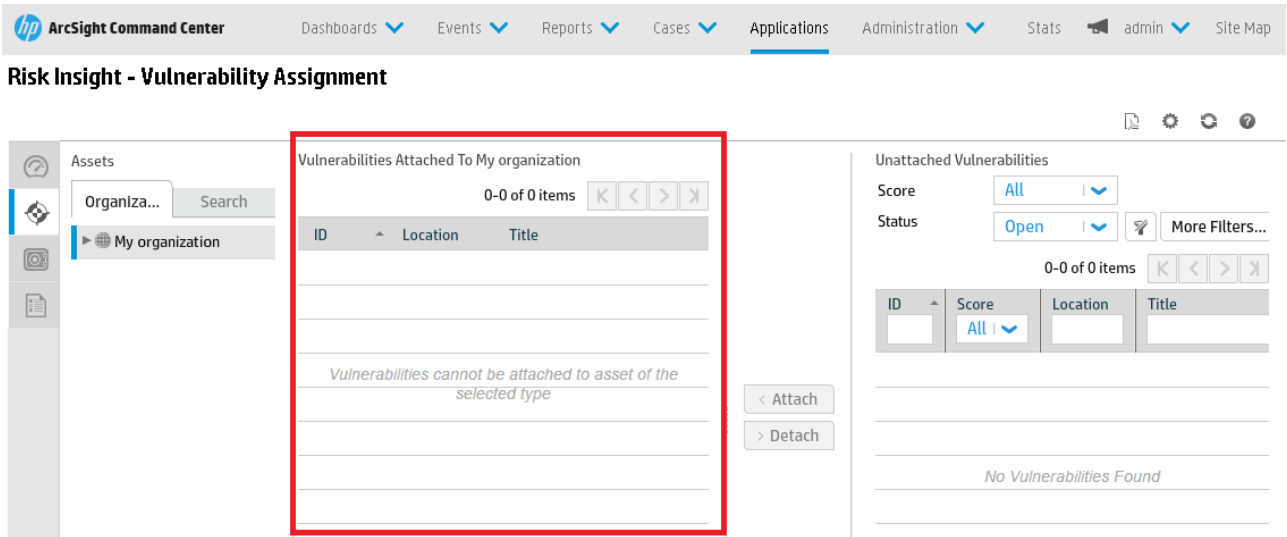 hp ArcSight Command Center Dashboards Events Reports Cases Applications Administration Stats admin Site Map
Risk Insight - Vulnerability Assignment
Assets
Organiza... Search
My organization
Vulnerabilities Attached To My organization
0-0 of 0 items
ID Location Title
Vulnerabilities cannot be attached to asset of the
selected type
< Attach
> Detach
Unattached Vulnerabilities
Score All
Status Open More Filters...
0-0 of 0 items
ID Score Location Title
All
No Vulnerabilities Found